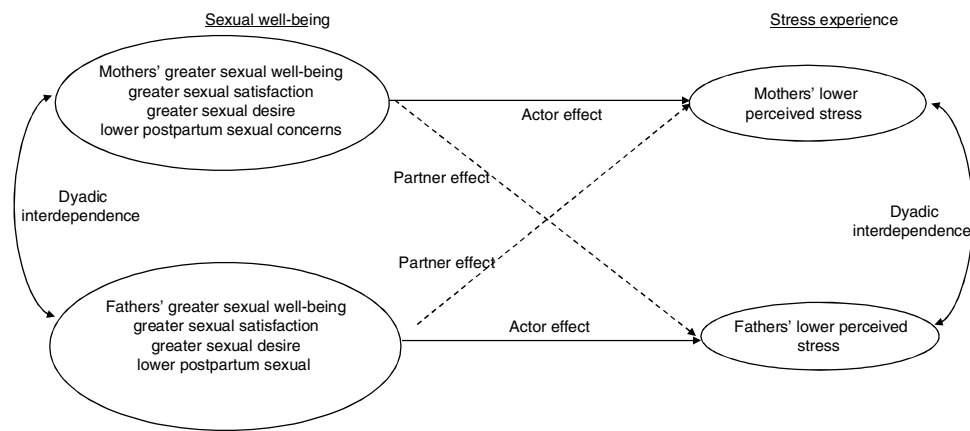 Sexual well-being
Stress experience
Mothers' greater sexual well-being
greater sexual satisfaction
greater sexual desire
lower postpartum sexual concerns
Actor effect
Mothers' lower
perceived stress
Partner effect
Dyadic
interdependence
Dyadic
interdependence
Partner effect
Fathers' greater sexual well-being
greater sexual satisfaction
greater sexual desire
lower postpartum sexual
Actor effect
Fathers' lower perceived
stress